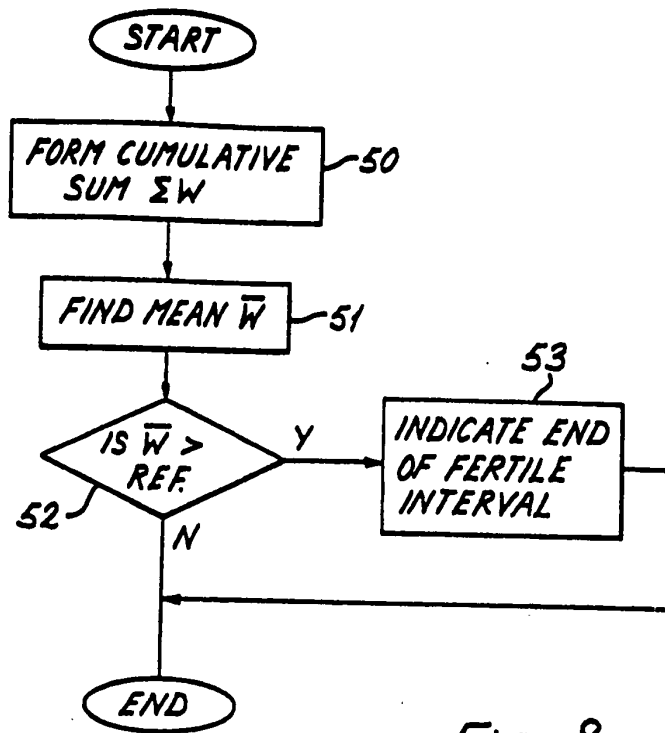 START
FORM CUMULATIVE
SUM ΣW
50
FIND MEAN W̅
51
IS W̅ >
REF.
52
Y
N
53
INDICATE END
OF FERTILE
INTERVAL
END